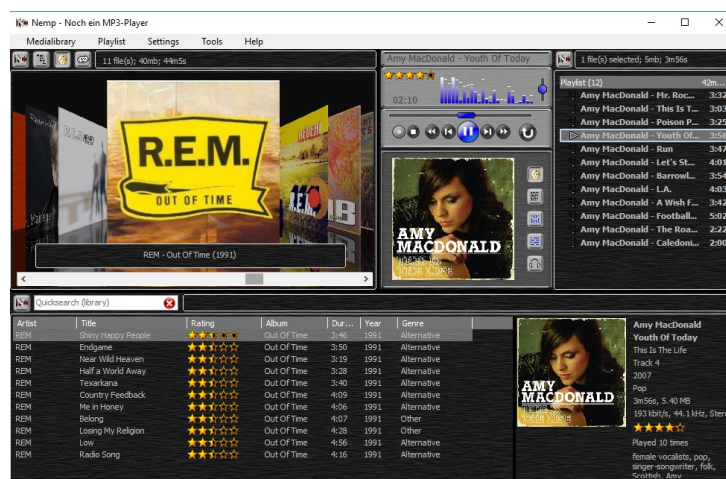 Nemp - Noch ein MP3-Player
Medialibrary Playlist Settings Tools Help
11 file(s); 40mb; 44m5s
R.E.M.
OUT OF TIME
REVEAL
REM - Out Of Time (1991)
Amy MacDonald - Youth Of Today
02:10
AMY
MACDONALD
1 file(s) selected; 5mb; 3m56s
Playlist (12) 42m...
Amy MacDonald - Mr. Roc... 3:32
Amy MacDonald - This Is T... 3:03
Amy MacDonald - Poison P... 3:25
Amy MacDonald - Youth Of... 3:56
Amy MacDonald - Run 3:47
Amy MacDonald - Let's St... 4:01
Amy MacDonald - Barrowl... 3:54
Amy MacDonald - L.A. 4:03
Amy MacDonald - A Wish F... 3:42
Amy MacDonald - Football... 5:00
Amy MacDonald - The Roa... 2:22
Amy MacDonald - Caledoni... 2:00
Quicksearch (library)
Artist Title Rating Album Dur... Year Genre
REM Shiny Happy People Out Of Time 3:46 1991 Alternative
REM Endgame Out Of Time 3:50 1991 Alternative
REM Near Wild Heaven Out Of Time 3:19 1991 Alternative
REM Half a World Away Out Of Time 3:28 1991 Alternative
REM Texarkana Out Of Time 3:40 1991 Alternative
REM Country Feedback Out Of Time 4:09 1991 Alternative
REM Me in Honey Out Of Time 4:06 1991 Alternative
REM Belong Out Of Time 4:07 1991 Other
REM Losing My Religion Out Of Time 4:28 1991 Other
REM Low Out Of Time 4:56 1991 Alternative
REM Radio Song Out Of Time 4:16 1991 Alternative
AMY
MACDONALD
Amy MacDonald
Youth Of Today
This Is The Life
Track 4
2007
Pop
3m56s, 5.40 MB
193 kbit/s, 44.1 kHz, Stere
Played 10 times
female vocalists, pop,
singer-songwriter, folk,
Scottish, Amy